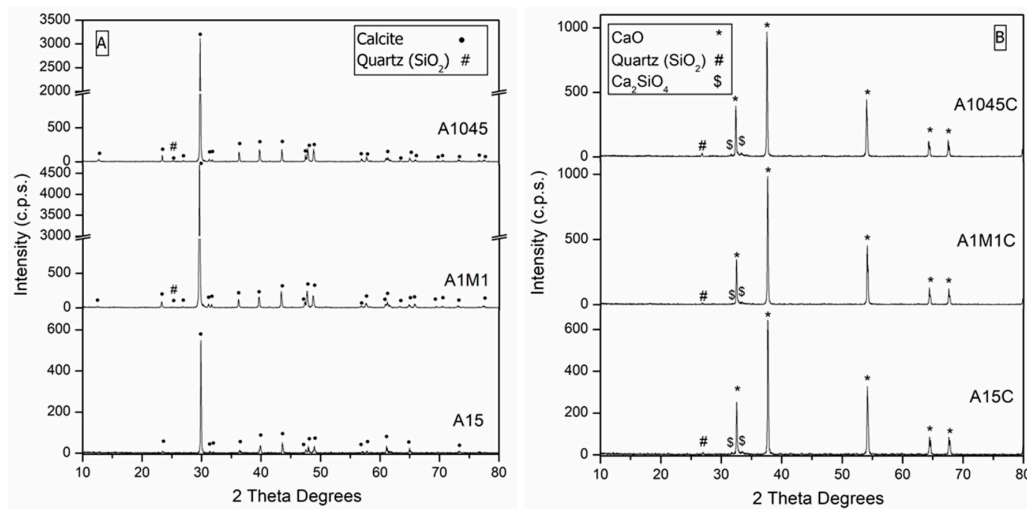 A
Calcite •
Quartz (SiO₂) #
3500
3000
2500
2000
500
0
A1045
#
4500
4000
3500
3000
500
0
A1M1
#
600
400
200
0
A15
10 20 30 40 50 60 70 80
2 Theta Degrees
Intensity (c.p.s.)
B
CaO *
Quartz (SiO₂) #
Ca₂SiO₄ $
1000
500
0
A1045C
# $ * $ * * * *
1000
500
0
A1M1C
# $ * $ * * * *
600
400
200
0
A15C
# $ * $ * * * *
10 20 30 40 50 60 70 80
2 Theta Degrees
Intensity (c.p.s.)